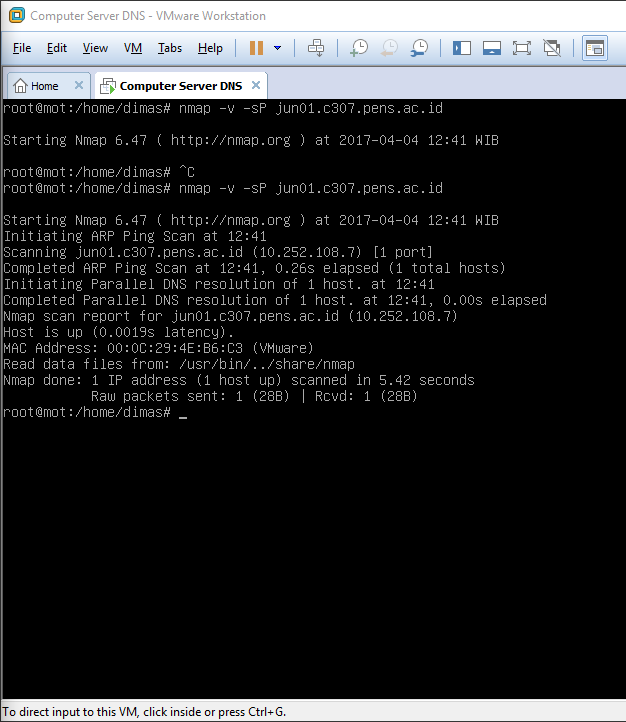 Computer Server DNS - VMware Workstation
File Edit View VM Tabs Help
Home Computer Server DNS
root@mot:/home/dimas# nmap -v -sP jun01.c307.pens.ac.id
Starting Nmap 6.47 ( http://nmap.org ) at 2017-04-04 12:41 WIB
root@mot:/home/dimas# ^C
root@mot:/home/dimas# nmap -v -sP jun01.c307.pens.ac.id
Starting Nmap 6.47 ( http://nmap.org ) at 2017-04-04 12:41 WIB
Initiating ARP Ping Scan at 12:41
Scanning jun01.c307.pens.ac.id (10.252.108.7) [1 port]
Completed ARP Ping Scan at 12:41, 0.26s elapsed (1 total hosts)
Initiating Parallel DNS resolution of 1 host. at 12:41
Completed Parallel DNS resolution of 1 host. at 12:41, 0.00s elapsed
Nmap scan report for jun01.c307.pens.ac.id (10.252.108.7)
Host is up (0.0019s latency).
MAC Address: 00:0C:29:4E:B6:C3 (VMware)
Read data files from: /usr/bin/../share/nmap
Nmap done: 1 IP address (1 host up) scanned in 5.42 seconds
Raw packets sent: 1 (28B) | Rcvd: 1 (28B)
root@mot:/home/dimas# _
To direct input to this VM, click inside or press Ctrl+G.